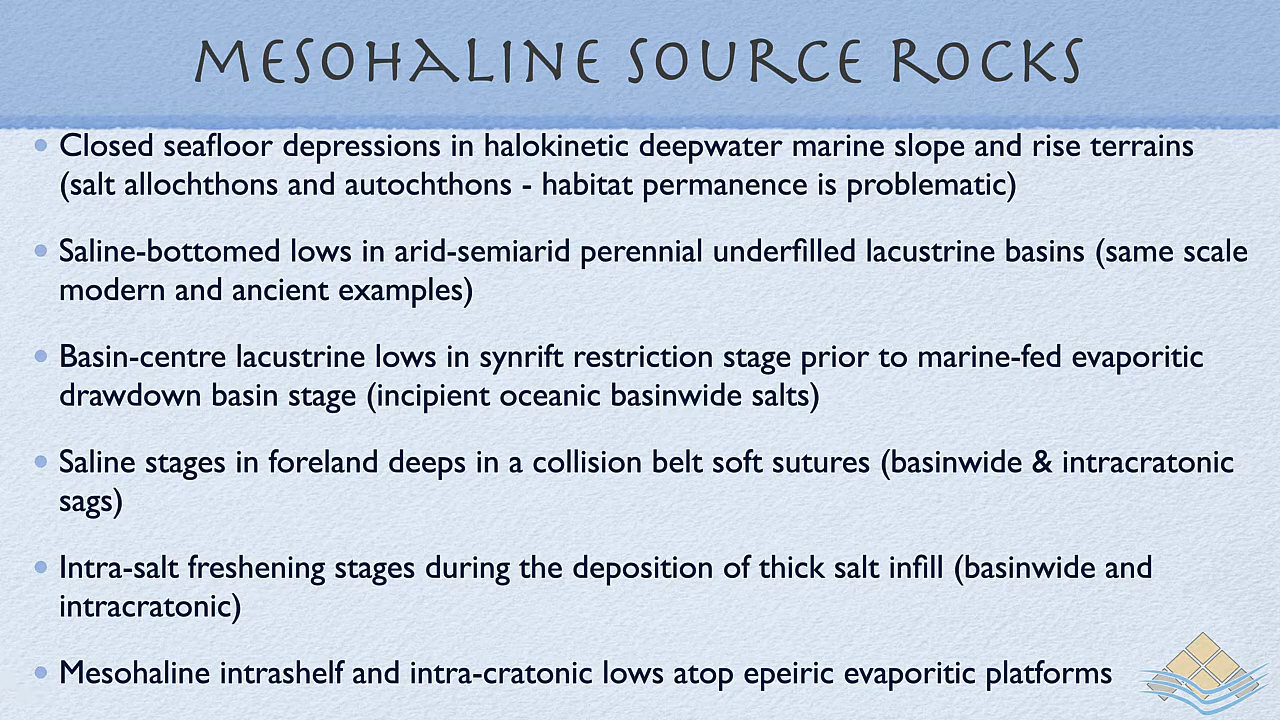 MESOHALINE SOURCE ROCKS
• Closed seafloor depressions in halokinetic deepwater marine slope and rise terrains
(salt allochthons and autochthons - habitat permanence is problematic)
• Saline-bottomed lows in arid-semiarid perennial underfilled lacustrine basins (same scale
modern and ancient examples)
• Basin-centre lacustrine lows in synrift restriction stage prior to marine-fed evaporitic
drawdown basin stage (incipient oceanic basinwide salts)
• Saline stages in foreland deeps in a collision belt soft sutures (basinwide & intracratonic
sags)
• Intra-salt freshening stages during the deposition of thick salt infill (basinwide and
intracratonic)
• Mesohaline intrashelf and intra-cratonic lows atop epeiric evaporitic platforms